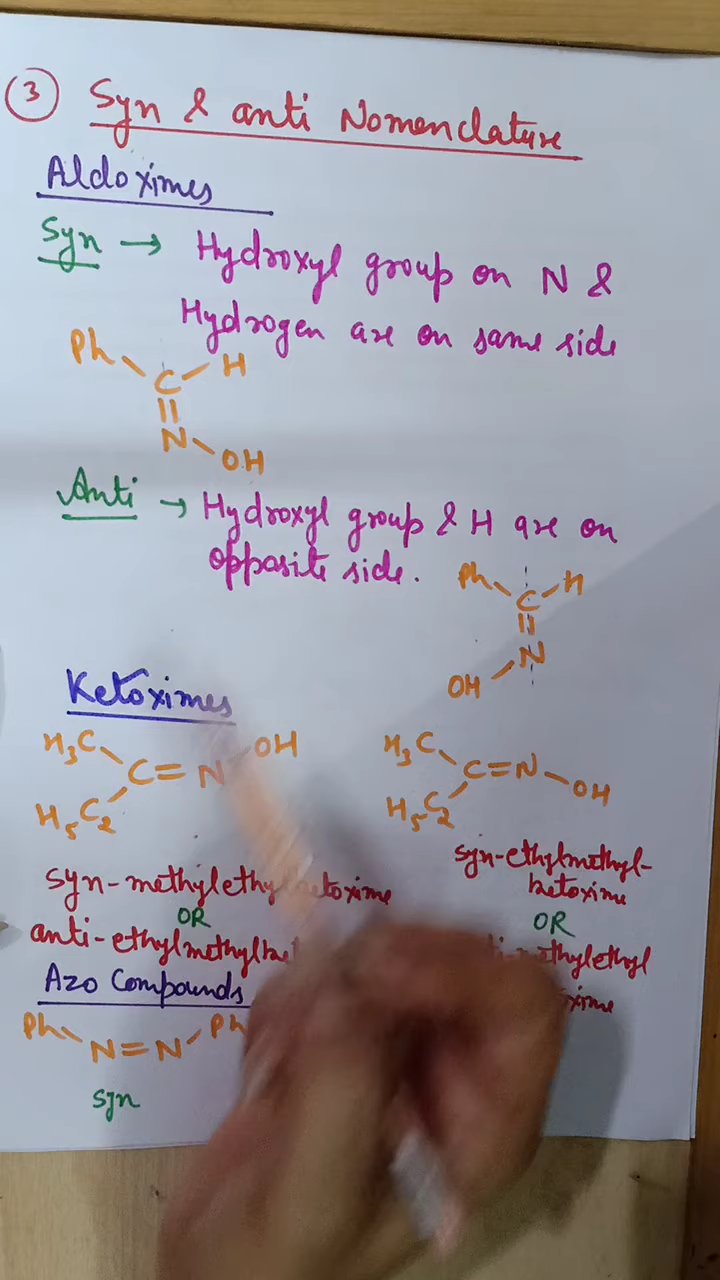 3 Syn & anti Nomenclature
Aldoximes
Syn → Hydroxyl group on N &
Hydrogen are on same side
Ph H
C
||
N
OH
Anti → Hydroxyl group & H are on
opposite side.
Ph H
C
||
N
OH
Ketoximes
H3C OH
C=N
H5C2
H3C
C=N
OH
H5C2
syn-methylethyl
OR
anti-ethylmethyl
syn-ethylmethyl-
ketoxime
OR
methylethyl
Azo Compounds
Ph N=N Ph
syn